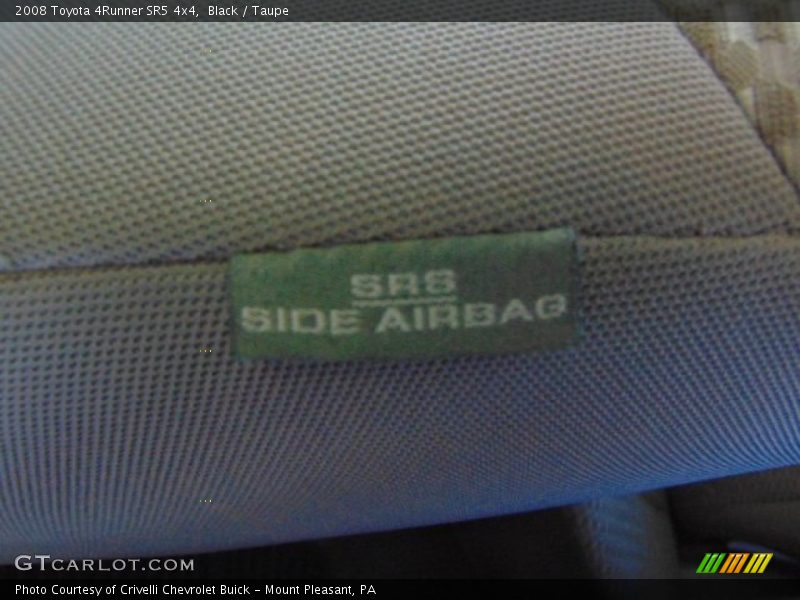 2008 Toyota 4Runner SR5 4x4,  Black / Taupe
SRS
SIDE AIRBAG
GTCARLOT.COM
Photo Courtesy of Crivelli Chevrolet Buick - Mount Pleasant, PA